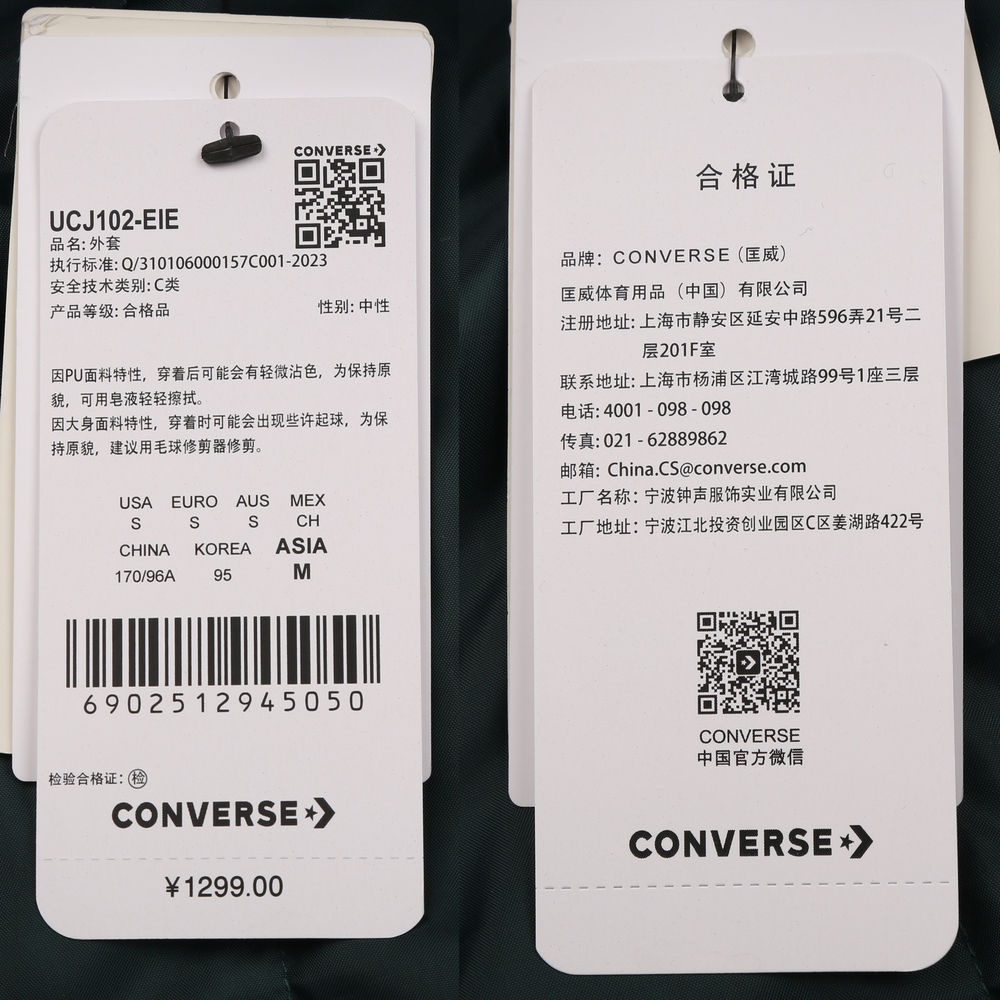 CONVERSE
UCJ102-EIE
品名: 外套
执行标准: Q/310106000157C001-2023
安全技术类别: C类
产品等级: 合格品 性别: 中性
因PU面料特性，穿着后可能会有轻微沾色，为保持原
貌，可用皂液轻轻擦拭。
因大身面料特性，穿着时可能会出现些许起球，为保
持原貌，建议用毛球修剪器修剪。
USA EURO AUS MEX
S S S CH
CHINA KOREA ASIA
170/96A 95 M
6902512945050
检验合格证: 检
CONVERSE
¥1299.00
合格证
品牌: CONVERSE (匡威)
匡威体育用品（中国）有限公司
注册地址: 上海市静安区延安中路596弄21号二
层201F室
联系地址: 上海市杨浦区江湾城路99号1座三层
电话: 4001 - 098 - 098
传真: 021 - 62889862
邮箱: China.CS@converse.com
工厂名称: 宁波钟声服饰实业有限公司
工厂地址: 宁波江北投资创业园区C区姜湖路422号
CONVERSE
中国官方微信
CONVERSE